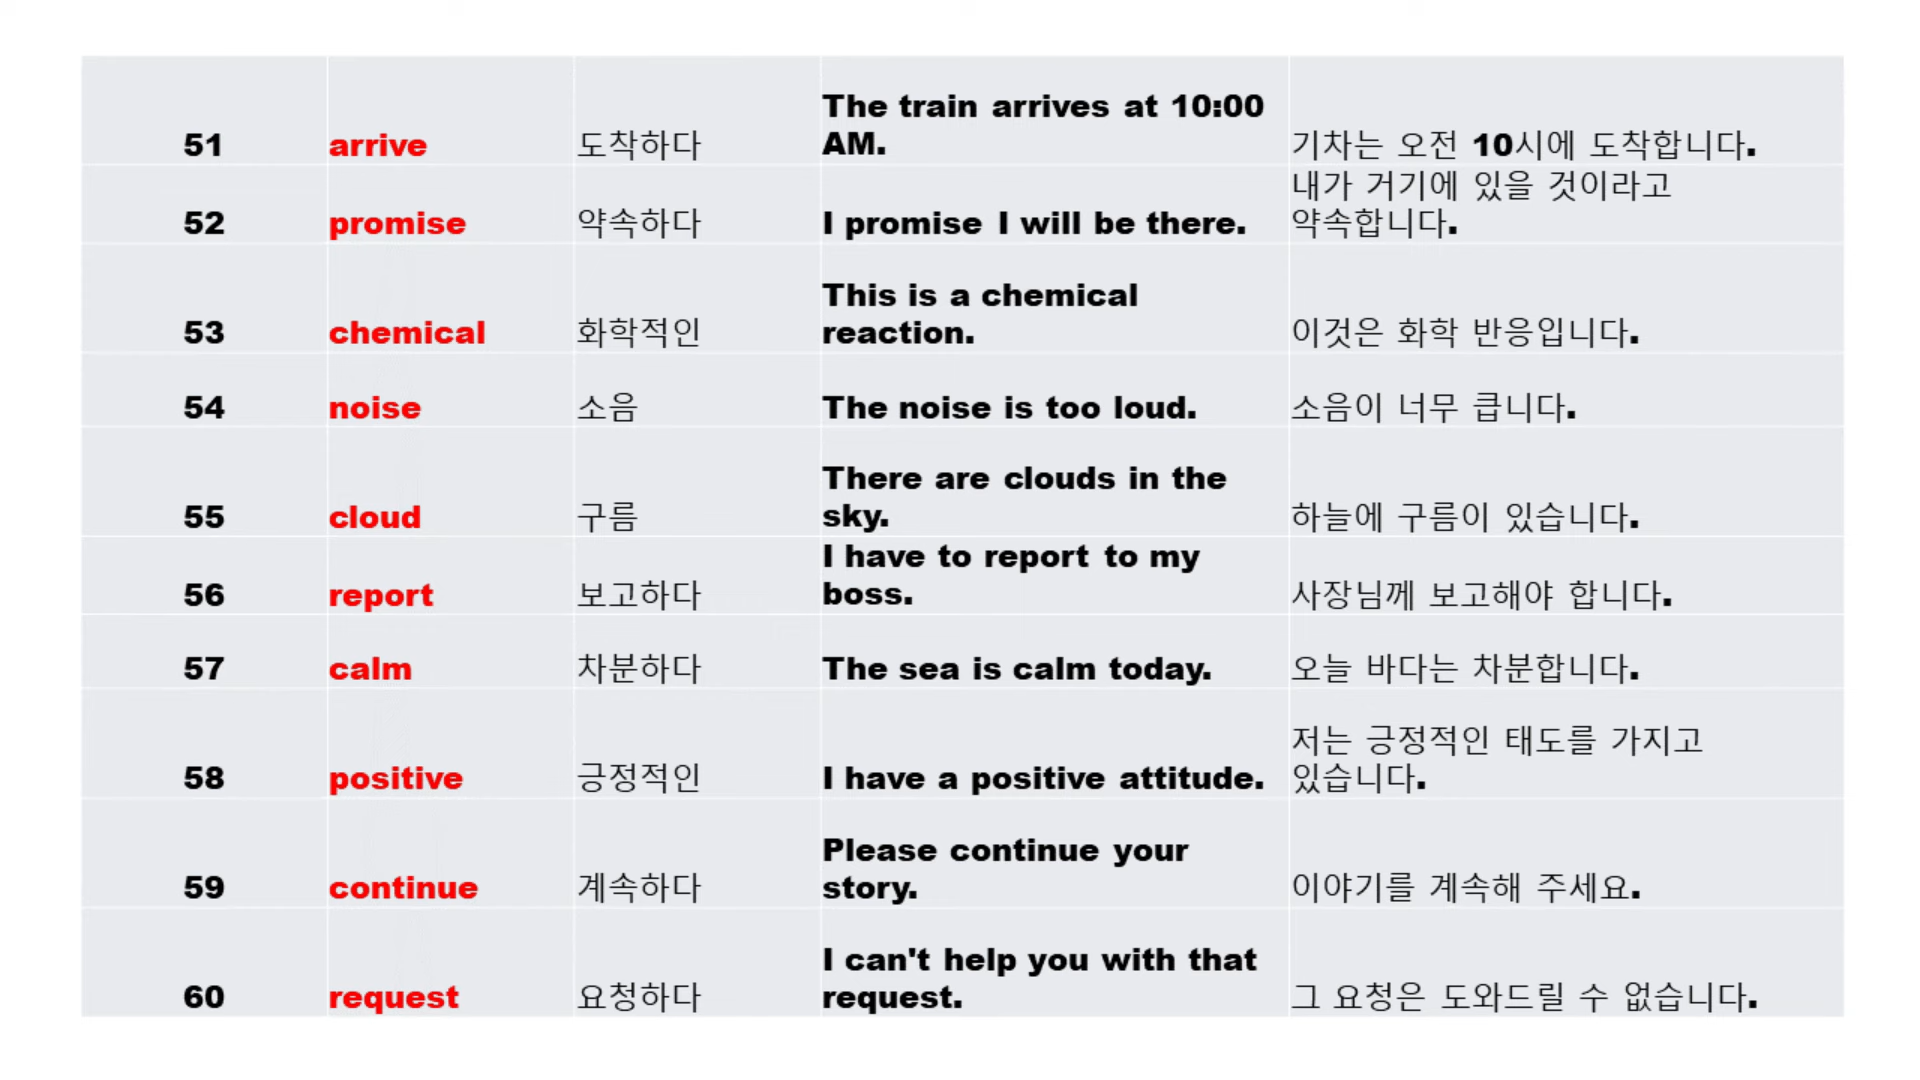 51 arrive 도착하다 The train arrives at 10:00 AM. 기차는 오전 10시에 도착합니다.
52 promise 약속하다 I promise I will be there. 내가 거기에 있을 것이라고 약속합니다.
53 chemical 화학적인 This is a chemical reaction. 이것은 화학 반응입니다.
54 noise 소음 The noise is too loud. 소음이 너무 큽니다.
55 cloud 구름 There are clouds in the sky. 하늘에 구름이 있습니다.
56 report 보고하다 I have to report to my boss. 사장님께 보고해야 합니다.
57 calm 차분하다 The sea is calm today. 오늘 바다는 차분합니다.
58 positive 긍정적인 I have a positive attitude. 저는 긍정적인 태도를 가지고 있습니다.
59 continue 계속하다 Please continue your story. 이야기를 계속해 주세요.
60 request 요청하다 I can't help you with that request. 그 요청은 도와드릴 수 없습니다.